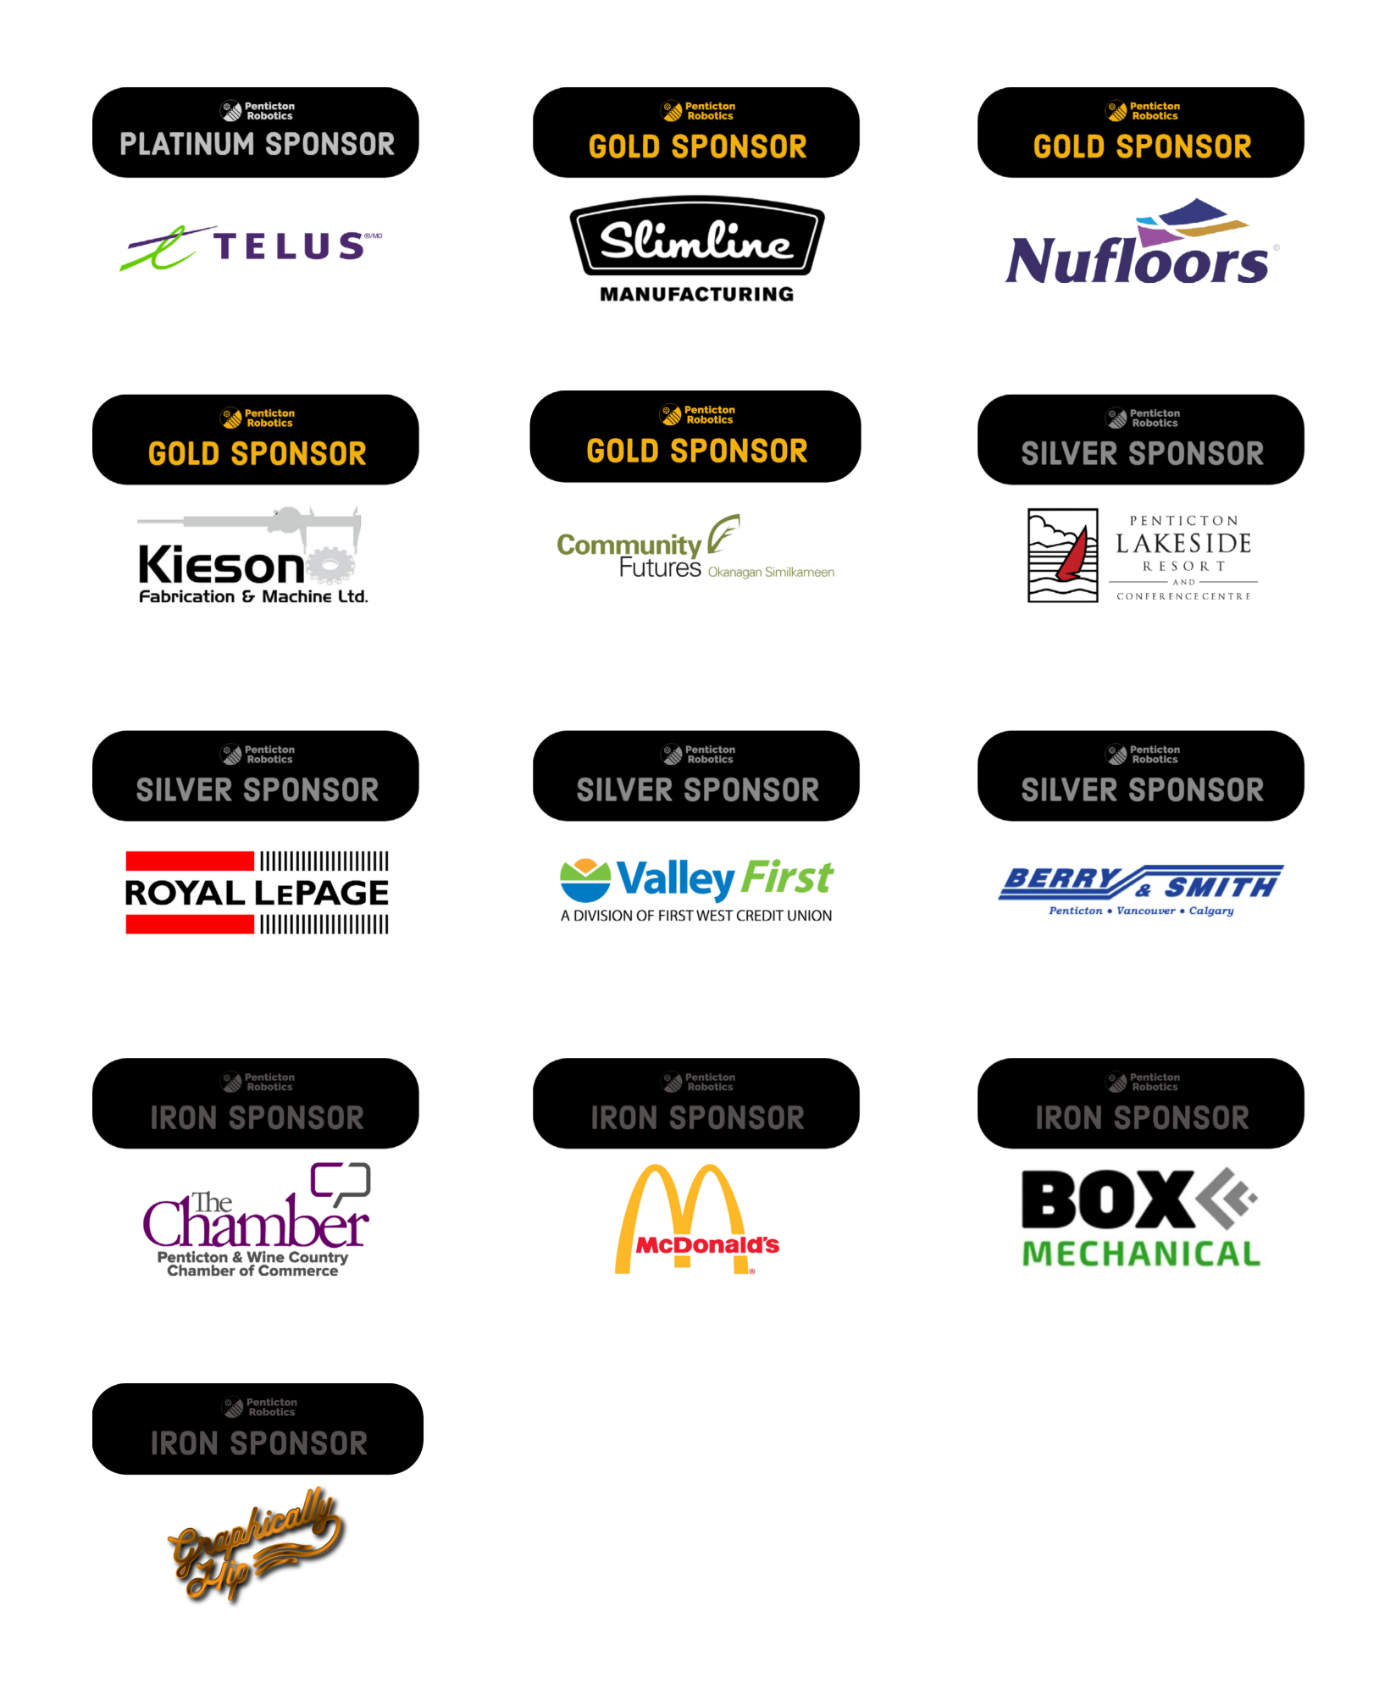 Penticton
Robotics
PLATINUM SPONSOR
TELUS®/MD
Penticton
Robotics
GOLD SPONSOR
Slimline
MANUFACTURING
Penticton
Robotics
GOLD SPONSOR
Nufloors®
Penticton
Robotics
GOLD SPONSOR
Kieson
Fabrication & Machine Ltd.
Penticton
Robotics
GOLD SPONSOR
Community
Futures Okanagan Similkameen
Penticton
Robotics
SILVER SPONSOR
PENTICTON
LAKESIDE
RESORT
AND
CONFERENCE CENTRE
Penticton
Robotics
SILVER SPONSOR
ROYAL LEPAGE
Penticton
Robotics
SILVER SPONSOR
Valley First
A DIVISION OF FIRST WEST CREDIT UNION
Penticton
Robotics
SILVER SPONSOR
BERRY & SMITH
Penticton • Vancouver • Calgary
Penticton
Robotics
IRON SPONSOR
The
Chamber
Penticton & Wine Country
Chamber of Commerce
Penticton
Robotics
IRON SPONSOR
McDonald's
®
Penticton
Robotics
IRON SPONSOR
BOX
MECHANICAL
Penticton
Robotics
IRON SPONSOR
Graphically
Hip